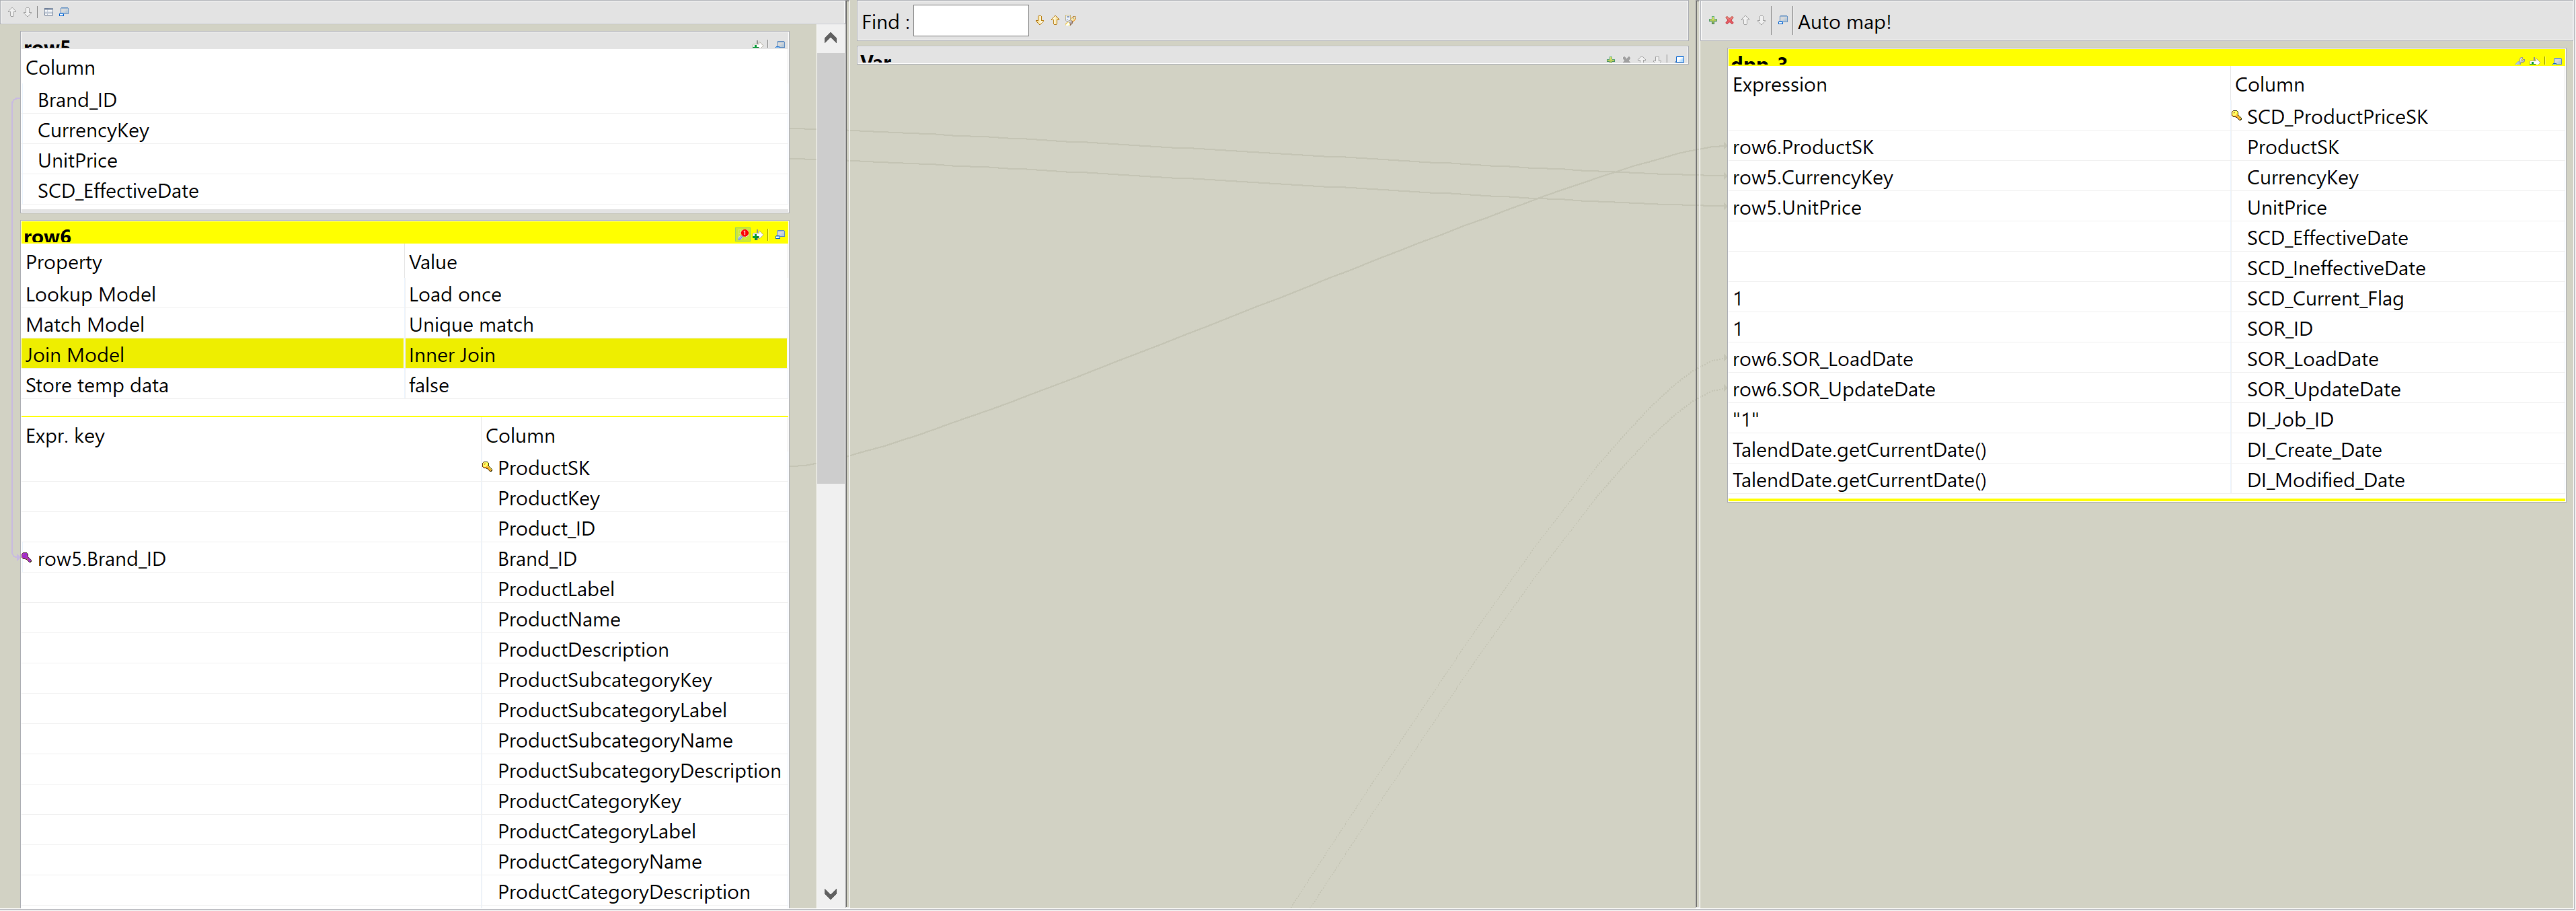 row5
Column
Brand_ID
CurrencyKey
UnitPrice
SCD_EffectiveDate
row6
Property Value
Lookup Model Load once
Match Model Unique match
Join Model Inner Join
Store temp data false
Expr. key Column
ProductSK
ProductKey
Product_ID
row5.Brand_ID Brand_ID
ProductLabel
ProductName
ProductDescription
ProductSubcategoryKey
ProductSubcategoryLabel
ProductSubcategoryName
ProductSubcategoryDescription
ProductCategoryKey
ProductCategoryLabel
ProductCategoryName
ProductCategoryDescription
Find :
Var
Auto map!
Expression Column
SCD_ProductPriceSK
row6.ProductSK ProductSK
row5.CurrencyKey CurrencyKey
row5.UnitPrice UnitPrice
SCD_EffectiveDate
SCD_IneffectiveDate
1 SCD_Current_Flag
1 SOR_ID
row6.SOR_LoadDate SOR_LoadDate
row6.SOR_UpdateDate SOR_UpdateDate
"1" DI_Job_ID
TalendDate.getCurrentDate() DI_Create_Date
TalendDate.getCurrentDate() DI_Modified_Date